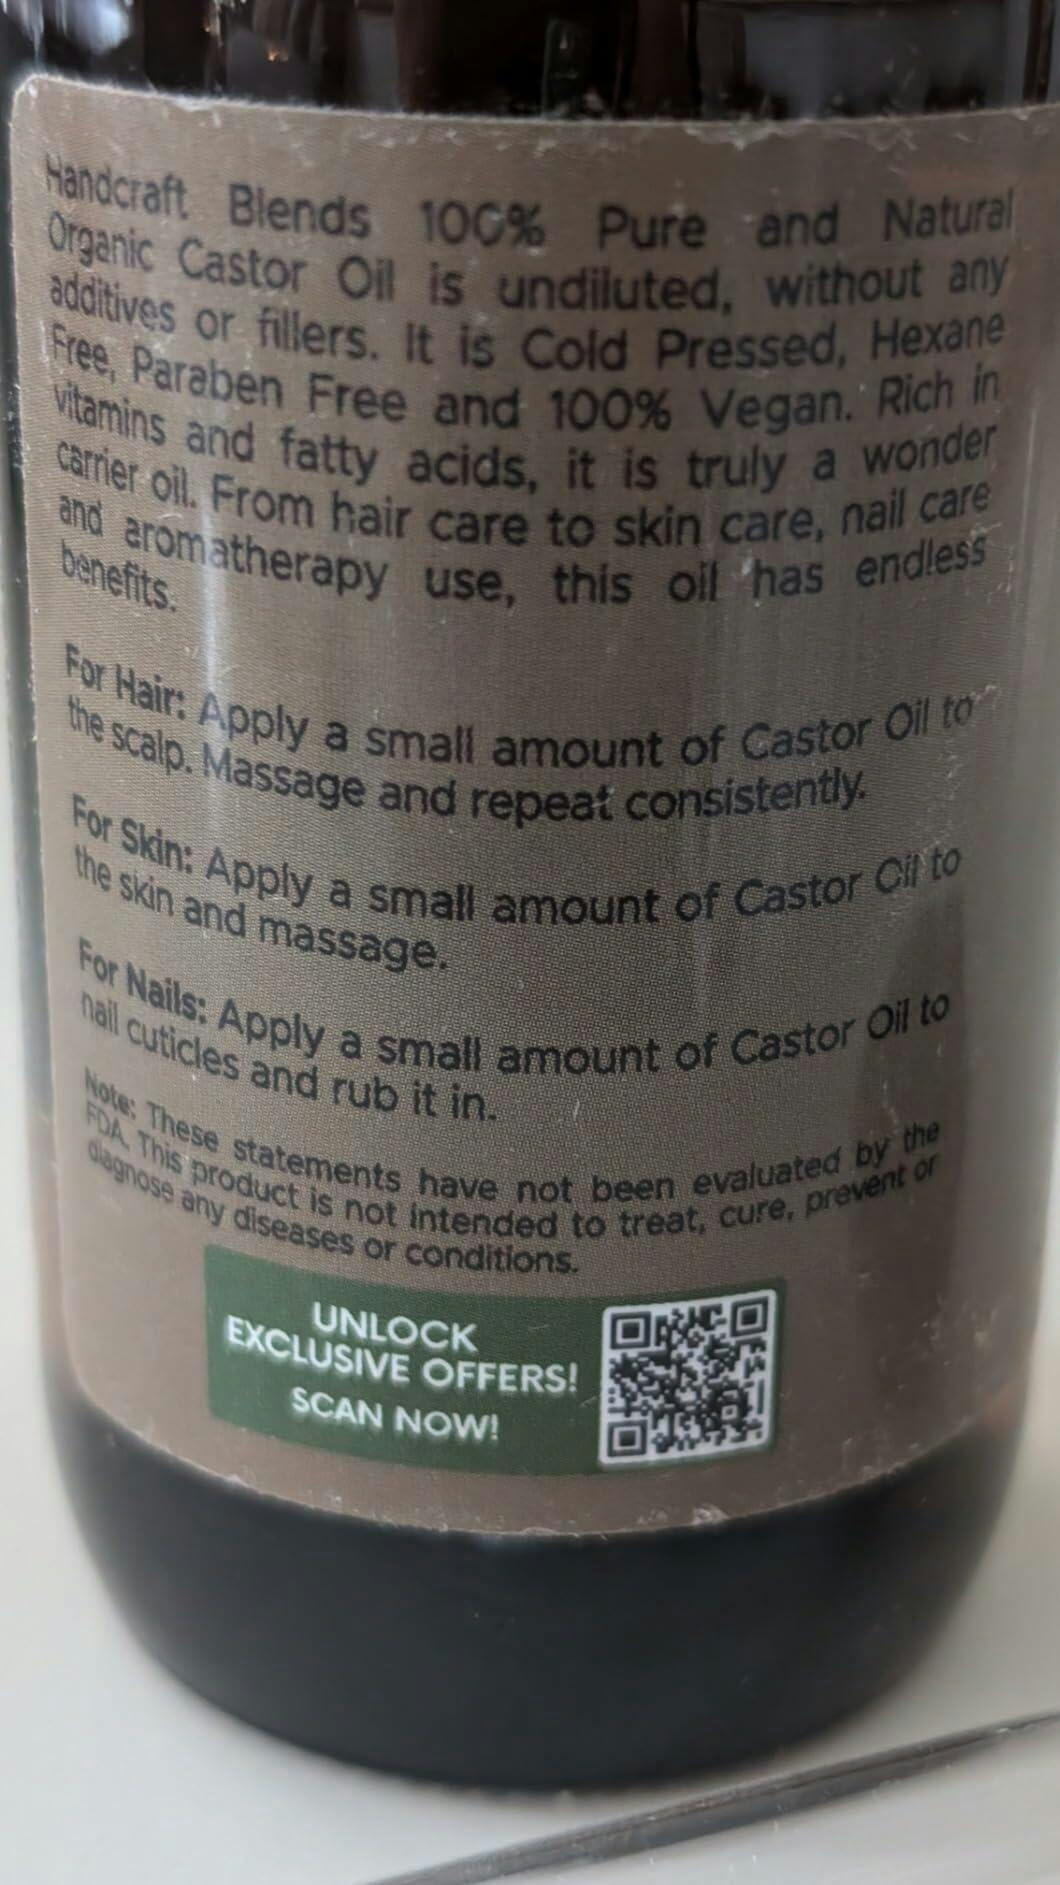 Handcraft Blends 100% Pure and Natural
Organic Castor Oil is undiluted, without any
additives or fillers. It is Cold Pressed, Hexane
Free, Paraben Free and 100% Vegan. Rich in
vitamins and fatty acids, it is truly a wonder
carrier oil. From hair care to skin care, nail care
and aromatherapy use, this oil has endless
benefits.
For Hair: Apply a small amount of Castor Oil to
the scalp. Massage and repeat consistently.
For Skin: Apply a small amount of Castor Oil to
the skin and massage.
For Nails: Apply a small amount of Castor Oil to
nail cuticles and rub it in.
Note: These statements have not been evaluated by the
FDA. This product is not intended to treat, cure, prevent or
diagnose any diseases or conditions.
UNLOCK
EXCLUSIVE OFFERS!
SCAN NOW!